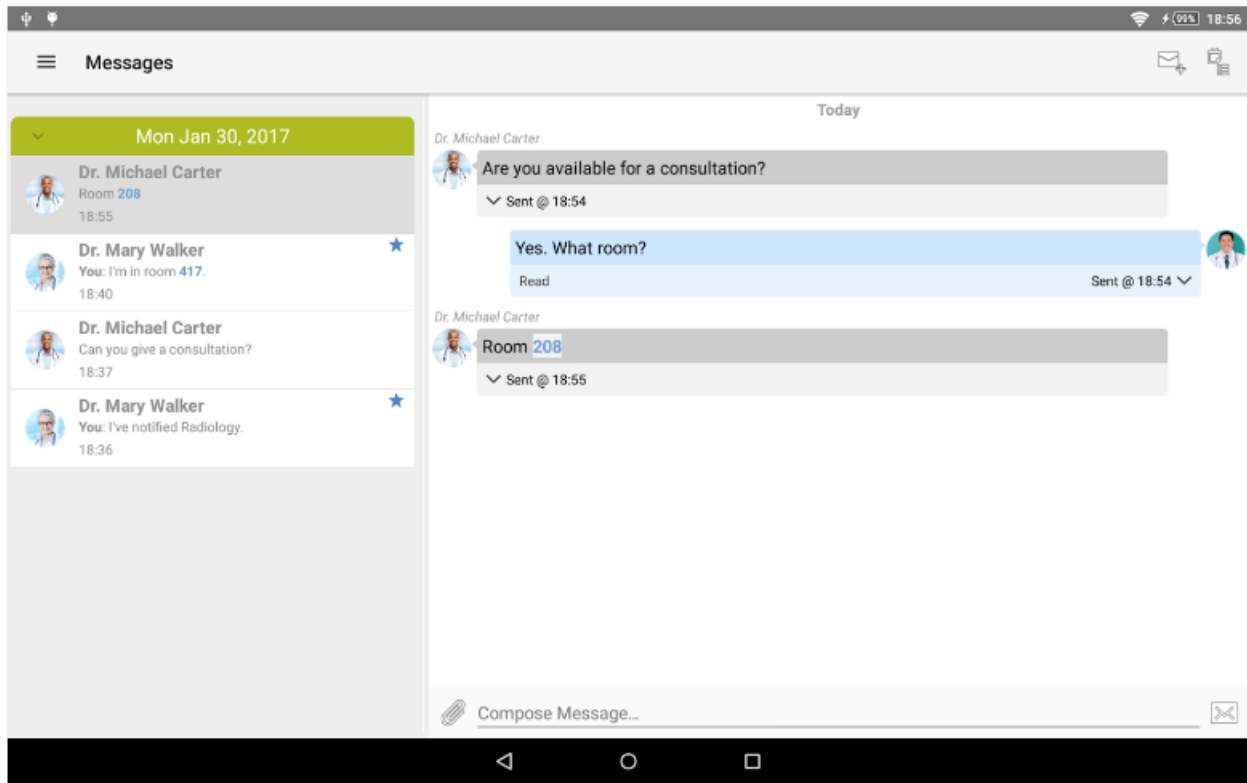 99% 18:56
Messages
Mon Jan 30, 2017
Dr. Michael Carter
Room 208
18:55
Dr. Mary Walker
You: I'm in room 417.
18:40
Dr. Michael Carter
Can you give a consultation?
18:37
Dr. Mary Walker
You: I've notified Radiology.
18:36
Today
Dr. Michael Carter
Are you available for a consultation?
Sent @ 18:54
Yes. What room?
Read Sent @ 18:54
Dr. Michael Carter
Room 208
Sent @ 18:55
Compose Message...